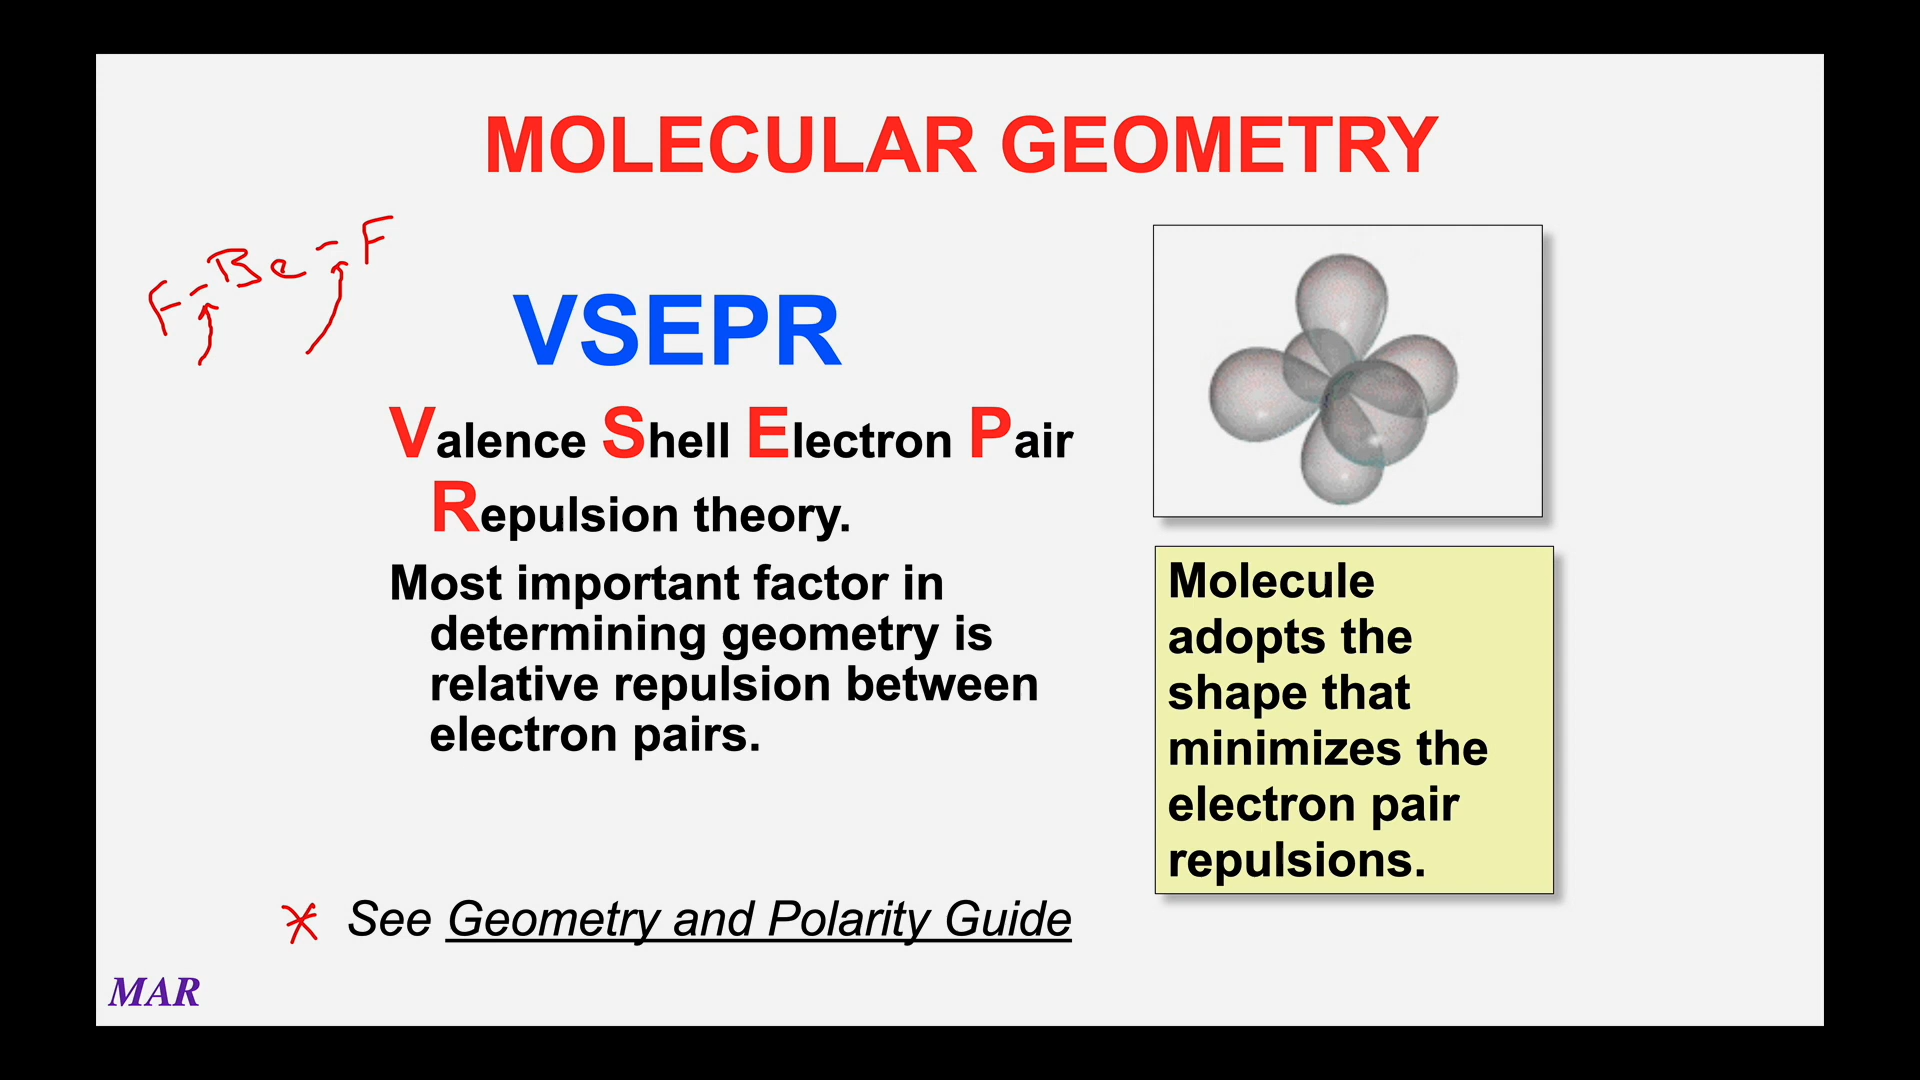 MOLECULAR GEOMETRY
F-Be-F
VSEPR
Valence Shell Electron Pair
Repulsion theory.
Most important factor in
determining geometry is
relative repulsion between
electron pairs.
Molecule
adopts the
shape that
minimizes the
electron pair
repulsions.
* See Geometry and Polarity Guide
MAR